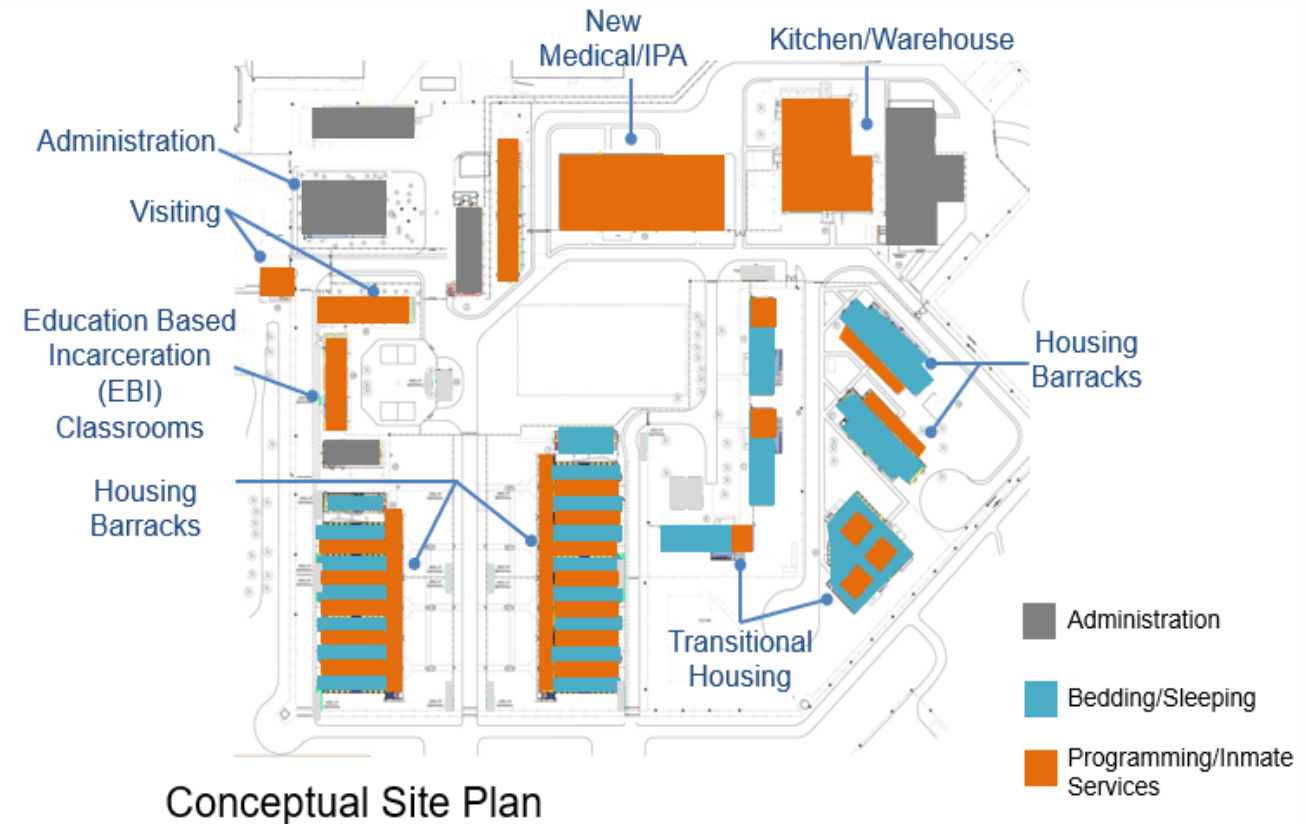 New
Medical/IPA
Kitchen/Warehouse
Administration
Visiting
Education Based
Incarceration
(EBI)
Classrooms
Housing
Barracks
Housing
Barracks
Transitional
Housing
Administration
Bedding/Sleeping
Programming/Inmate
Services
Conceptual Site Plan